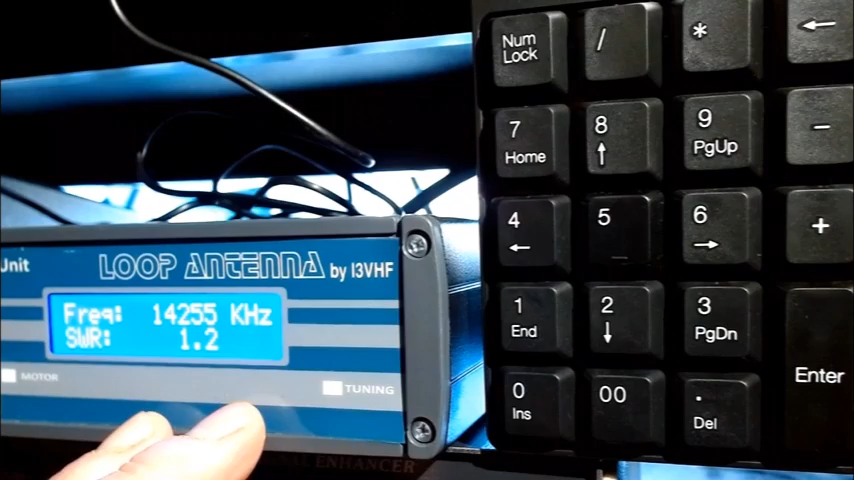 Unit
LOOP ANTENNA by I3VHF
Freq: 14255 KHz
SWR: 1.2
MOTOR
TUNING
ENHANCER
Num Lock
/
*
←
7 Home
8 ↑
9 PgUp
-
4 ←
5
6 →
+
1 End
2 ↓
3 PgDn
Enter
0 Ins
00
. Del